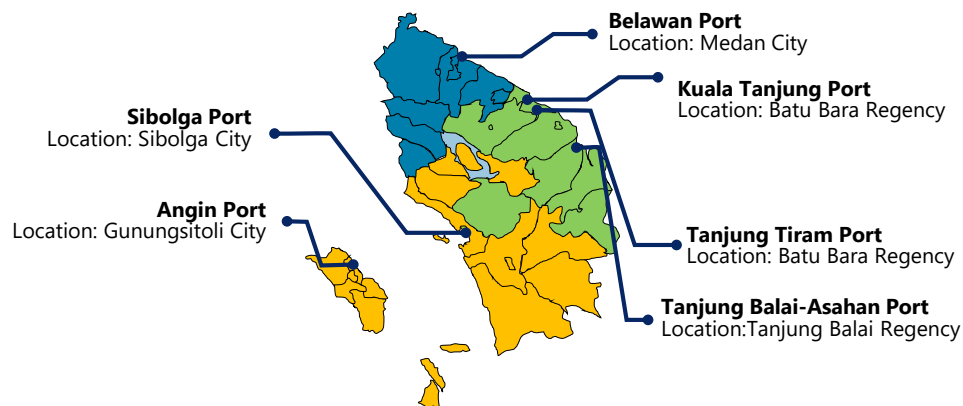 Belawan Port
Location: Medan City
Kuala Tanjung Port
Location: Batu Bara Regency
Sibolga Port
Location: Sibolga City
Angin Port
Location: Gunungsitoli City
Tanjung Tiram Port
Location: Batu Bara Regency
Tanjung Balai-Asahan Port
Location:Tanjung Balai Regency